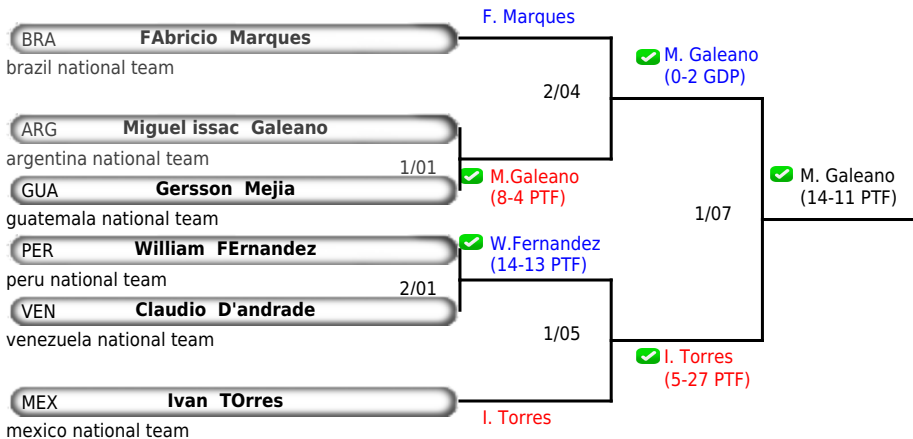 F. Marques
BRA FAbricio Marques
brazil national team
M. Galeano
(0-2 GDP)
2/04
ARG Miguel issac Galeano
argentina national team
1/01
M.Galeano
(8-4 PTF)
GUA Gersson Mejia
guatemala national team
M. Galeano
(14-11 PTF)
1/07
PER William FErnandez
peru national team
W.Fernandez
(14-13 PTF)
2/01
VEN Claudio D'andrade
venezuela national team
1/05
I. Torres
(5-27 PTF)
MEX Ivan TOrres
mexico national team
I. Torres